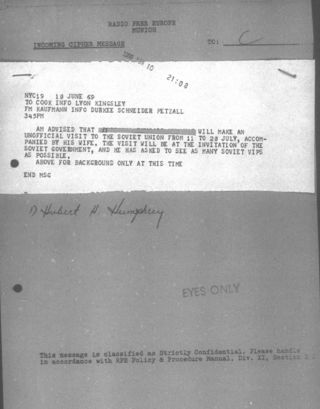 RADIO FREE EUROPE
MUNICH
INCOMING CIPHER MESSAGE
TO: C
21:08
NYC19 19 JUNE 69
TO COOK INFO LYON KINGSLEY
FM KAUFMANN INFO DURKEE SCHNEIDER METZALL
345PM
AM ADVISED THAT WILL MAKE AN
UNOFFICIAL VISIT TO THE SOVIET UNION FROM 11 TO 20 JULY, ACCOM-
PANIED BY HIS WIFE, THE VISIT WILL BE AT THE INVITATION OF THE
SOVIET GOVERNMENT, AND HE HAS ASKED TO SEE AS MANY SOVIET VIPS
AS POSSIBLE,
ABOVE FOR BACKGROUND ONLY AT THIS TIME
END MSG
1) Hubert H. Humphrey
EYES ONLY
This message is classified as Strictly Confidential. Please handle
in accordance with RFE Policy & Procedure Manual, Div. XI, Section